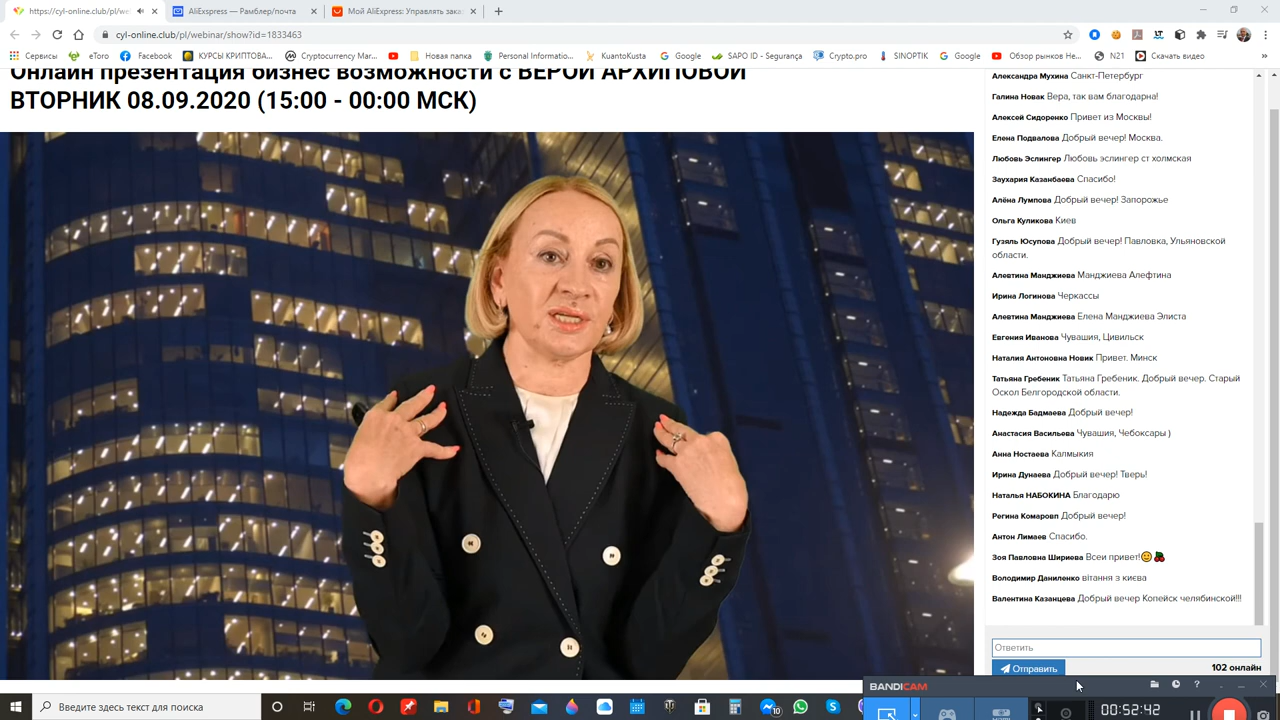 https://cyl-online.club/pl/we
AliExspress — Рамблер/почта
Мой AliExpress: Управлять зака
cyl-online.club/pl/webinar/show?id=1833463
Сервисы
eToro
Facebook
КУРСЫ КРИПТОВА...
Cryptocurrency Mar...
Новая папка
Personal Informatio...
KuantoKusta
Google
SAPO ID - Segurança
Crypto.pro
SINOPTIK
Google
Обзор рынков Не...
N21
Скачать видео
»
Онлайн презентация бизнес возможности с ВЕРОЙ АРХИПОВОЙ
ВТОРНИК 08.09.2020 (15:00 - 00:00 МСК)
Александра Мухина Санкт-Петербург
Галина Новак Вера, так вам благодарна!
Алексей Сидоренко Привет из Москвы!
Елена Подвалова Добрый вечер! Москва.
Любовь Эслингер Любовь эслингер ст холмская
Заухария Казанбаева Спасибо!
Алёна Лумпова Добрый вечер! Запорожье
Ольга Куликова Киев
Гузяль Юсупова Добрый вечер! Павловка, Ульяновской
области.
Алевтина Манджиева Манджиева Алефтина
Ирина Логинова Черкассы
Алевтина Манджиева Елена Манджиева Элиста
Евгения Иванова Чувашия, Цивильск
Наталия Антоновна Новик Привет. Минск
Татьяна Гребеник Татьяна Гребеник. Добрый вечер. Старый
Оскол Белгородской области.
Надежда Бадмаева Добрый вечер!
Анастасия Васильева Чувашия, Чебоксары )
Анна Ностаева Калмыкия
Ирина Дунаева Добрый вечер! Тверь!
Наталья НАБОКИНА Благодарю
Регина Комаровп Добрый вечер!
Антон Лимаев Спасибо.
Зоя Павловна Шириева Всеи привет!
Володимир Даниленко вітання з києва
Валентина Казанцева Добрый вечер Копейск челябинской!!!
Ответить
Отправить
102 онлайн
BANDICAM
00:52:42
Введите здесь текст для поиска
10